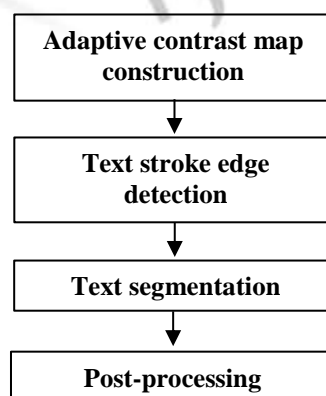 Adaptive contrast map
construction
Text stroke edge
detection
Text segmentation
Post-processing